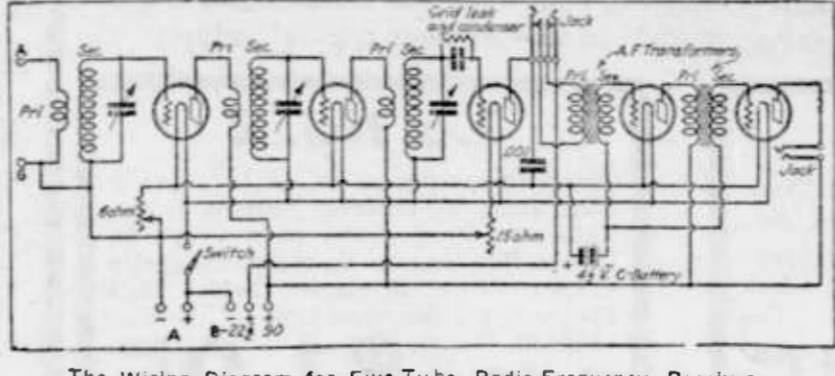 Grid leak
and condenser
Jack
A
Sec.
Pri
Sec
Pri
Sec.
A.F Transformers
Pri
Sec
Pri
Sec
Pri
G
.001
Jack
6 ohm
15 ohm
Switch
+ 4½ V. C-Battery
- + - + +
A B-22½ 90
The Wiring Diagram for Five Tube Radio Frequency Receiver